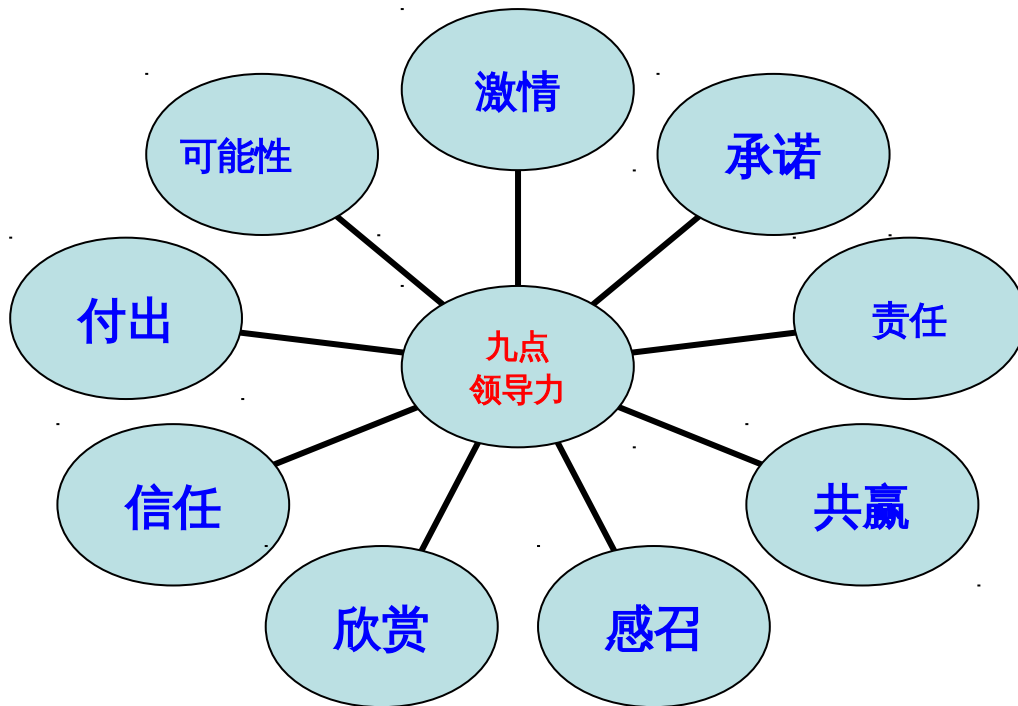 激情
可能性
承诺
付出
责任
九点
领导力
信任
共赢
欣赏
感召